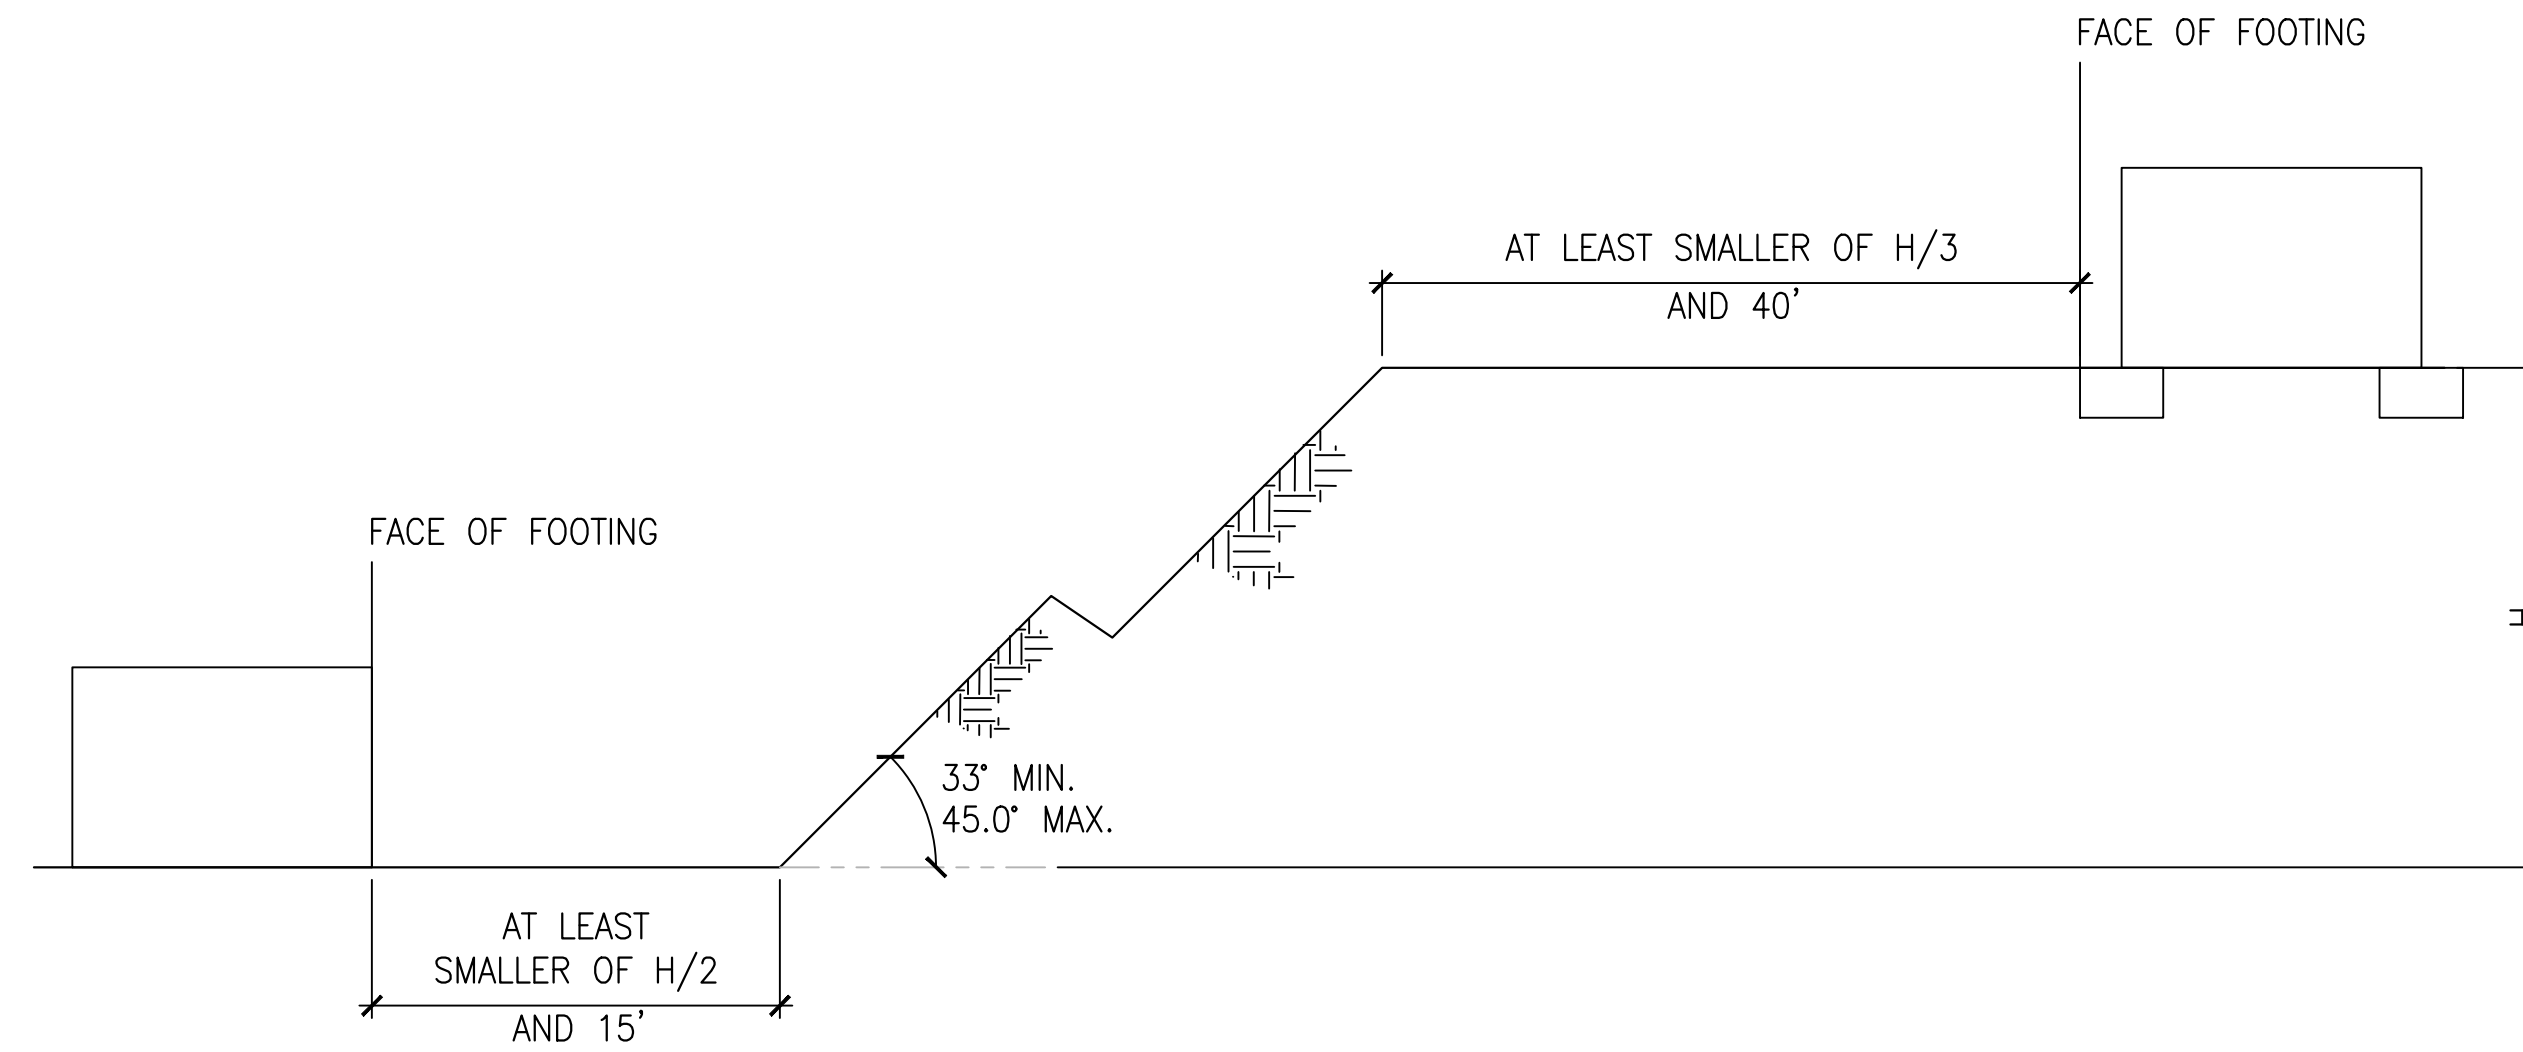 FACE OF FOOTING
AT LEAST SMALLER OF H/3
AND 40'
FACE OF FOOTING
33° MIN.
45.0° MAX.
AT LEAST
SMALLER OF H/2
AND 15'